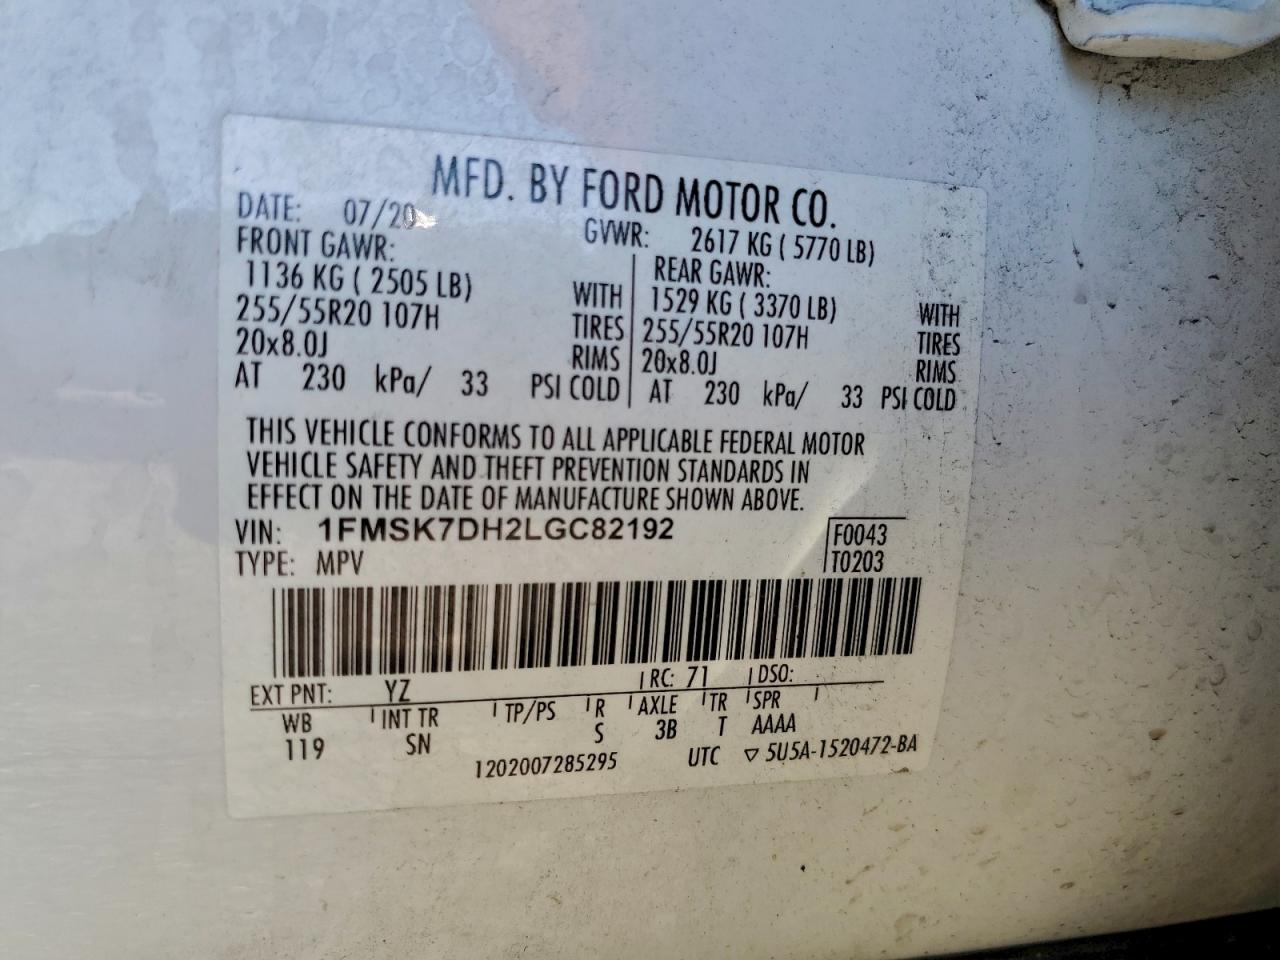 MFD. BY FORD MOTOR CO.
DATE: 07/20 GVWR: 2617 KG ( 5770 LB)
FRONT GAWR: REAR GAWR:
1136 KG ( 2505 LB) WITH 1529 KG ( 3370 LB) WITH
255/55R20 107H TIRES 255/55R20 107H TIRES
20x8.0J RIMS 20x8.0J RIMS
AT 230 kPa/ 33 PSI COLD AT 230 kPa/ 33 PSI COLD
THIS VEHICLE CONFORMS TO ALL APPLICABLE FEDERAL MOTOR
VEHICLE SAFETY AND THEFT PREVENTION STANDARDS IN
EFFECT ON THE DATE OF MANUFACTURE SHOWN ABOVE.
VIN: 1FMSK7DH2LGC82192 F0043
TYPE: MPV T0203
EXT PNT: YZ RC: 71 DSO:
WB INT TR TP/PS R AXLE TR SPR
119 SN S 3B T AAAA
1202007285295 UTC ▽ 5U5A-1520472-BA